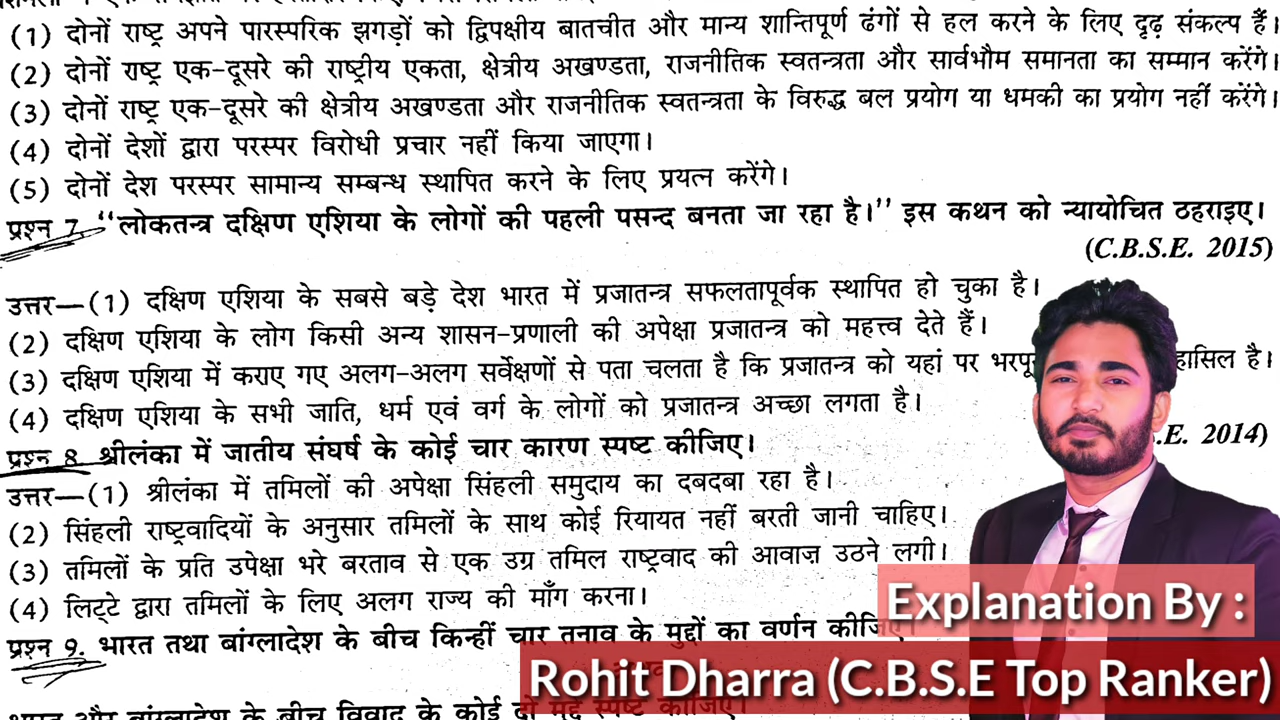 (1) दोनों राष्ट्र अपने पारस्परिक झगड़ों को द्विपक्षीय बातचीत और मान्य शान्तिपूर्ण ढंगों से हल करने के लिए दृढ़ संकल्प हैं।
(2) दोनों राष्ट्र एक-दूसरे की राष्ट्रीय एकता, क्षेत्रीय अखण्डता, राजनीतिक स्वतन्त्रता और सार्वभौम समानता का सम्मान करेंगे।
(3) दोनों राष्ट्र एक-दूसरे की क्षेत्रीय अखण्डता और राजनीतिक स्वतन्त्रता के विरुद्ध बल प्रयोग या धमकी का प्रयोग नहीं करेंगे।
(4) दोनों देशों द्वारा परस्पर विरोधी प्रचार नहीं किया जाएगा।
(5) दोनों देश परस्पर सामान्य सम्बन्ध स्थापित करने के लिए प्रयत्न करेंगे।
प्रश्न 7. ‘‘लोकतन्त्र दक्षिण एशिया के लोगों की पहली पसन्द बनता जा रहा है।’’ इस कथन को न्यायोचित ठहराइए।
(C.B.S.E. 2015)
उत्तर—(1) दक्षिण एशिया के सबसे बड़े देश भारत में प्रजातन्त्र सफलतापूर्वक स्थापित हो चुका है।
(2) दक्षिण एशिया के लोग किसी अन्य शासन-प्रणाली की अपेक्षा प्रजातन्त्र को महत्त्व देते हैं।
(3) दक्षिण एशिया में कराए गए अलग-अलग सर्वेक्षणों से पता चलता है कि प्रजातन्त्र को यहां पर हासिल है।
(4) दक्षिण एशिया के सभी जाति, धर्म एवं वर्ग के लोगों को प्रजातन्त्र अच्छा लगता है।
प्रश्न 8. श्रीलंका में जातीय संघर्ष के कोई चार कारण स्पष्ट कीजिए।
.E. 2014)
उत्तर—(1) श्रीलंका में तमिलों की अपेक्षा सिंहली समुदाय का दबदबा रहा है।
(2) सिंहली राष्ट्रवादियों के अनुसार तमिलों के साथ कोई रियायत नहीं बरती जानी चाहिए।
(3) तमिलों के प्रति उपेक्षा भरे बरताव से एक उग्र तमिल राष्ट्रवाद की आवाज़ उठने लगी।
(4) लिट्टे द्वारा तमिलों के लिए अलग राज्य की माँग करना।
प्रश्न 9. भारत तथा बांग्लादेश के बीच किन्हीं चार तनाव के मुद्दों का वर्णन कीजिए।
भारत और बांग्लादेश के बीच विवाद के कोई दो मुद्दे स्पष्ट कीजिए।
Explanation By :
Rohit Dharra (C.B.S.E Top Ranker)